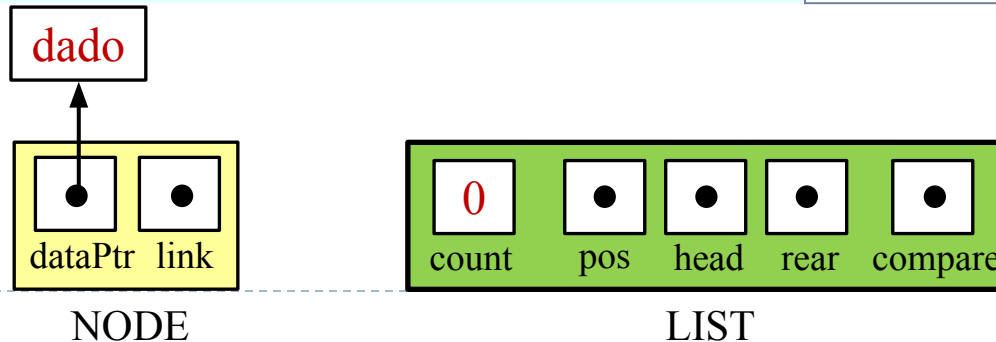 dado
0
dataPtr link
count pos head rear compare
NODE
LIST